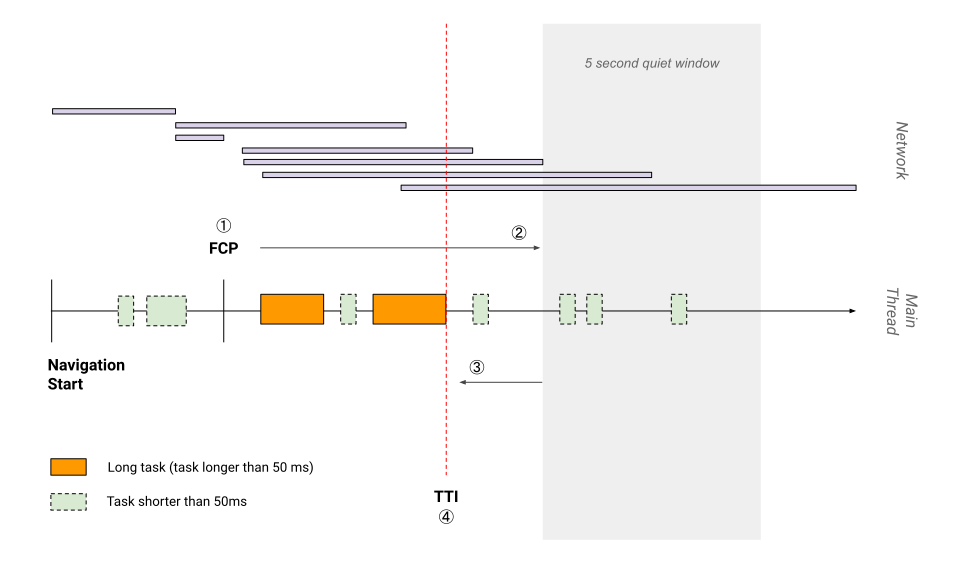 5 second quiet window
Network
①
FCP
②
Main
Thread
Navigation
Start
③
Long task (task longer than 50 ms)
Task shorter than 50ms
TTI
④